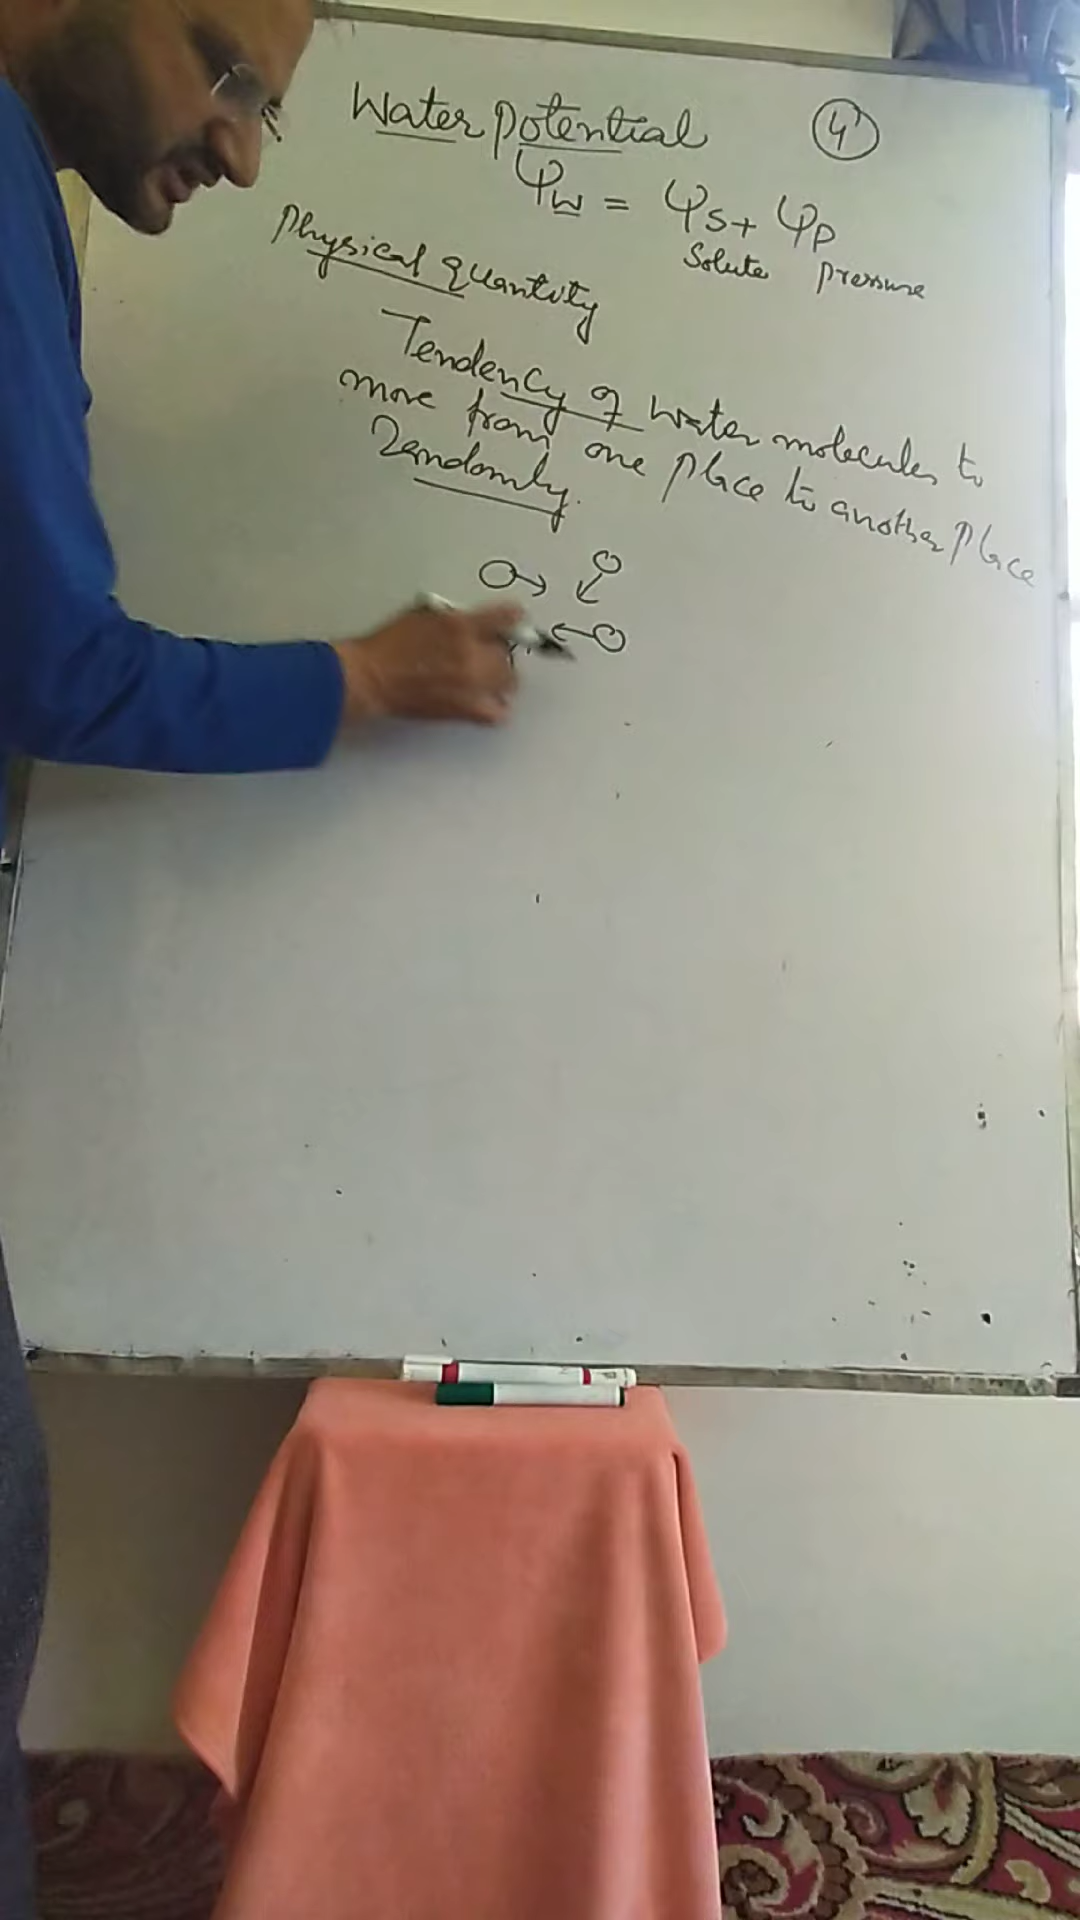 Water potential
4
Ψw = Ψs + Ψp
Solute pressure
Physical quantity
Tendency of water molecules to
move from one place to another place
Randomly.